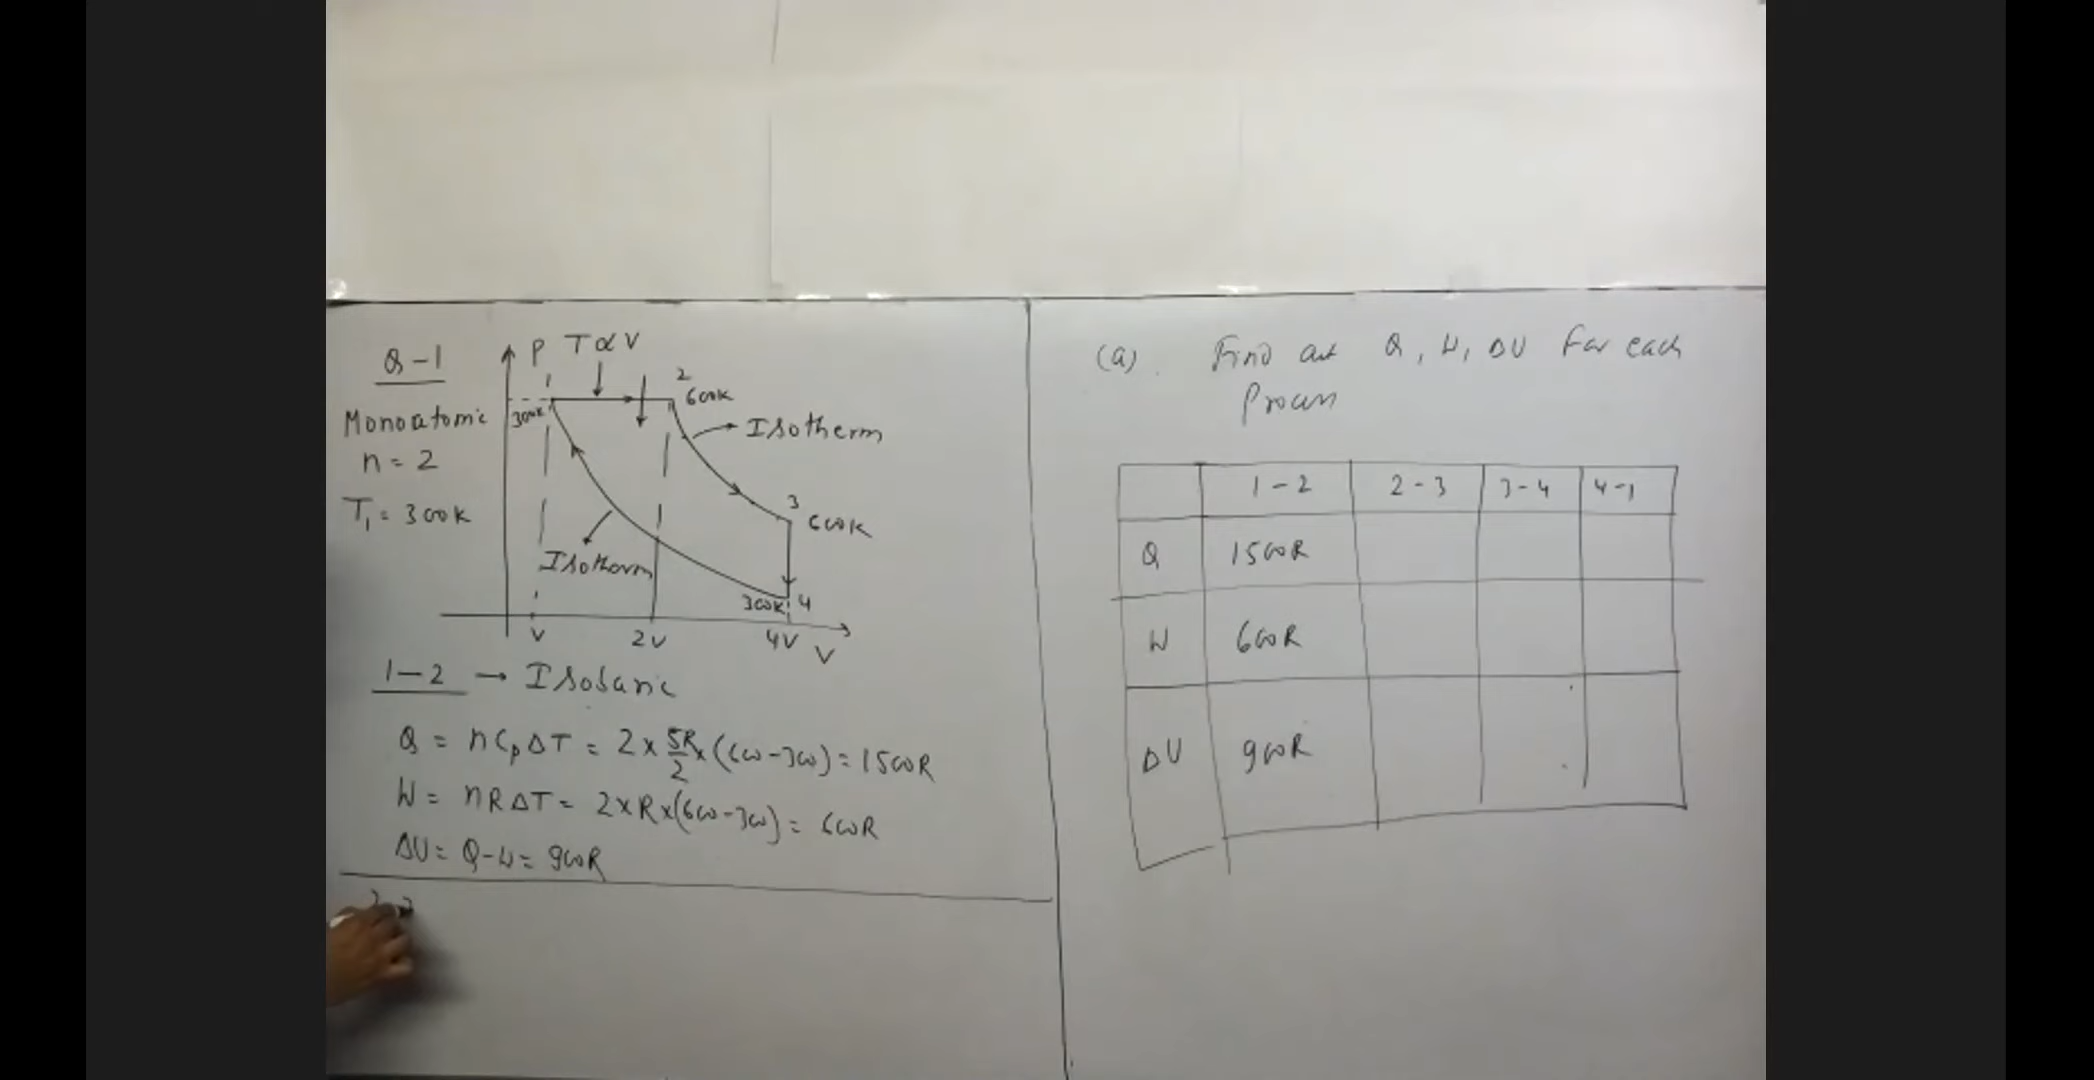 Q-1
Monoatomic
n = 2
T₁ = 300K
P T α V
1
2
300K
600K
Isotherm
3
600K
Isotherm
300K 4
V 2V 4V V
1-2 → Isobaric
Q = nCpΔT = 2 × 5R/2 × (600-300) = 1500R
W = nRΔT = 2×R×(600-300) = 600R
ΔU = Q-W = 900R
2-3
(a). Find out Q, W, ΔU for each
Process
1-2 2-3 3-4 4-1
Q 1500R
W 600R
ΔU 900R